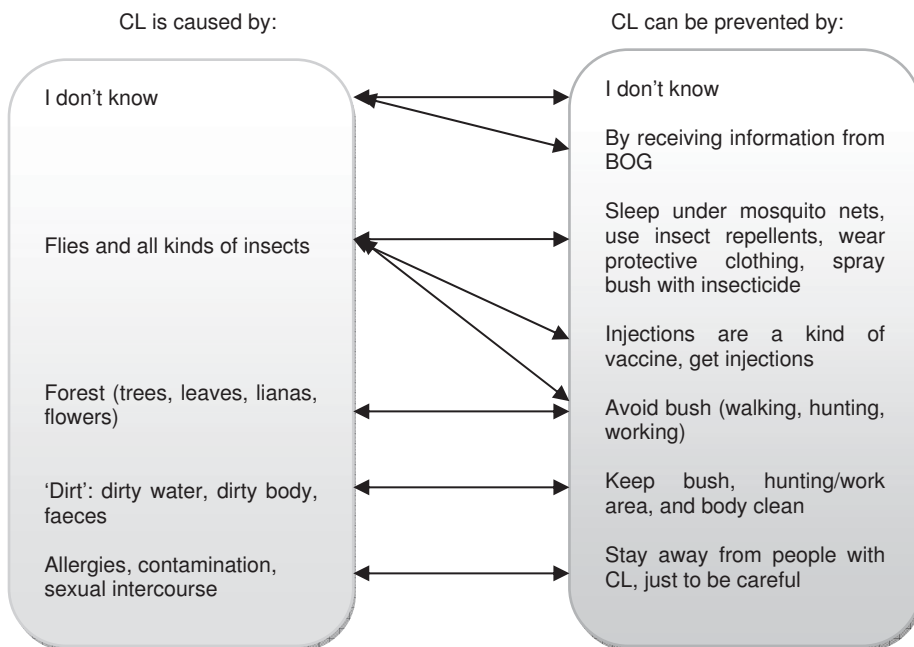 CL is caused by:
I don't know
Flies and all kinds of insects
Forest (trees, leaves, lianas,
flowers)
'Dirt': dirty water, dirty body,
faeces
Allergies, contamination,
sexual intercourse
CL can be prevented by:
I don't know
By receiving information from
BOG
Sleep under mosquito nets,
use insect repellents, wear
protective clothing, spray
bush with insecticide
Injections are a kind of
vaccine, get injections
Avoid bush (walking, hunting,
working)
Keep bush, hunting/work
area, and body clean
Stay away from people with
CL, just to be careful